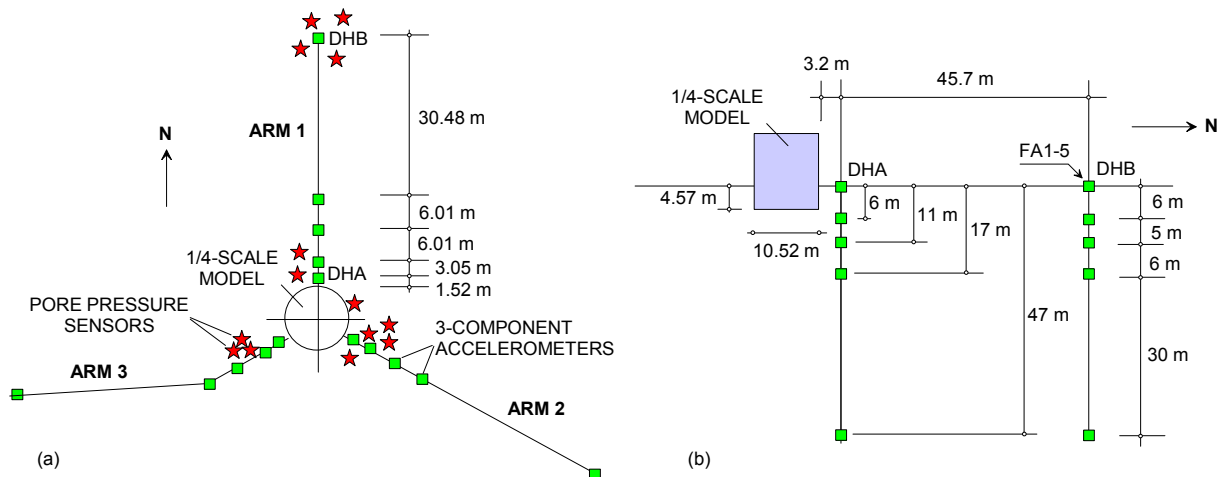 DHB
30.48 m
ARM 1
N
6.01 m
6.01 m
1/4-SCALE
MODEL
DHA
3.05 m
1.52 m
PORE PRESSURE
SENSORS
3-COMPONENT
ACCELEROMETERS
ARM 3
ARM 2
(a)
3.2 m
45.7 m
1/4-SCALE
MODEL
N
FA1-5
DHA
DHB
4.57 m
6 m
6 m
11 m
17 m
5 m
10.52 m
6 m
47 m
30 m
(b)